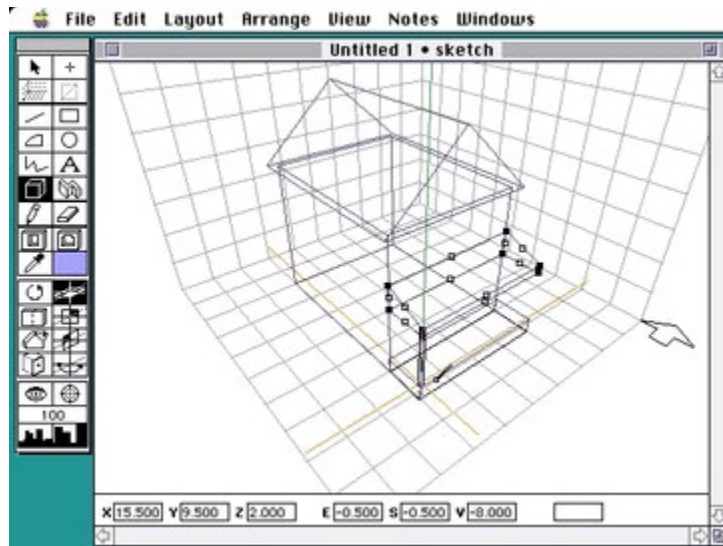 File Edit Layout Arrange View Notes Windows
Untitled 1 • sketch
A
100
X 15.500 Y 9.500 Z 2.000 E -0.500 S -0.500 V -8.000